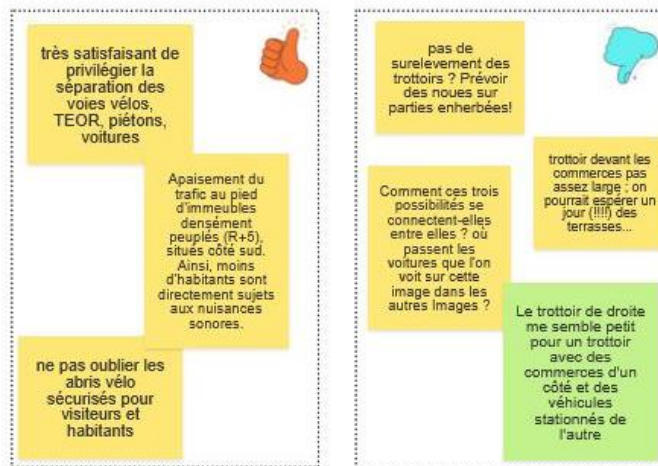 très satisfaisant de
privilégier la
séparation des
voies vélos,
TEOR, piétons,
voitures
Apaisement du
trafic au pied
d'immeubles
densément
peuplés (R+5),
situés côté sud.
Ainsi, moins
d'habitants sont
directement sujets
aux nuisances
sonores.
ne pas oublier les
abris vélo
sécurisés pour
visiteurs et
habitants
pas de
surelevement des
trottoirs ? Prévoir
des noues sur
parties enherbées!
trottoir devant les
commerces pas
assez large ; on
pourrait espérer un
jour (!!!!) des
terrasses...
Comment ces trois
possibilités se
connectent-elles
entre elles ? où
passent les
voitures que l'on
voit sur cette
image dans les
autres Images ?
Le trottoir de droite
me semble petit
pour un trottoir
avec des
commerces d'un
côté et des
véhicules
stationnés de
l'autre